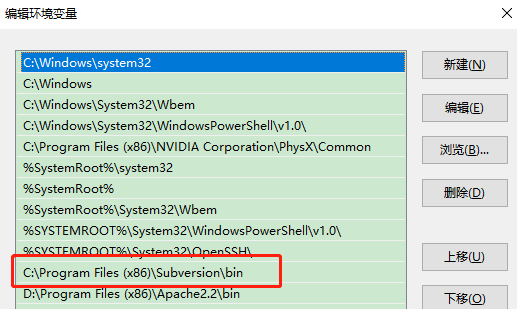 编辑环境变量
C:\Windows\system32
C:\Windows
C:\Windows\System32\Wbem
C:\Windows\System32\WindowsPowerShell\v1.0\
C:\Program Files (x86)\NVIDIA Corporation\PhysX\Common
%SystemRoot%\system32
%SystemRoot%
%SystemRoot%\System32\Wbem
%SYSTEMROOT%\System32\WindowsPowerShell\v1.0\
%SYSTEMROOT%\System32\OpenSSH\
C:\Program Files (x86)\Subversion\bin
D:\Program Files (x86)\Apache2.2\bin
新建(N)
编辑(E)
浏览(B)...
删除(D)
上移(U)
下移(O)